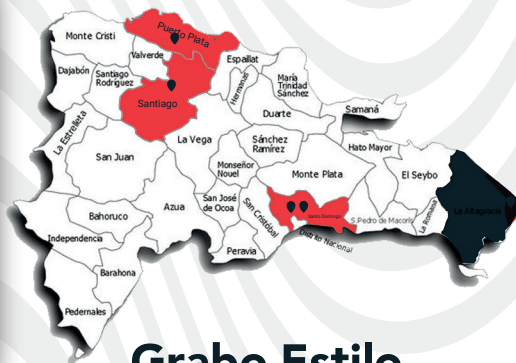 Puerto Plata
Monte Cristi
Valverde
Espaillat
Dajabón
Santiago
Rodríguez
Hermanas
María
Trinidad
Sánchez
Santiago
Samaná
Duarte
La Estrelleta
La Vega
Sánchez
Ramírez
Hato Mayor
San Juan
Monseñor
Nouel
Monte Plata
El Seybo
Azua
San José
de Ocoa
San Cristóbal
Santo Domingo
S.Pedro de Macorís
La Romana
La Altagracia
Bahoruco
Distrito Nacional
Independencia
Peravia
Barahona
Pedernales
Grabo Estilo